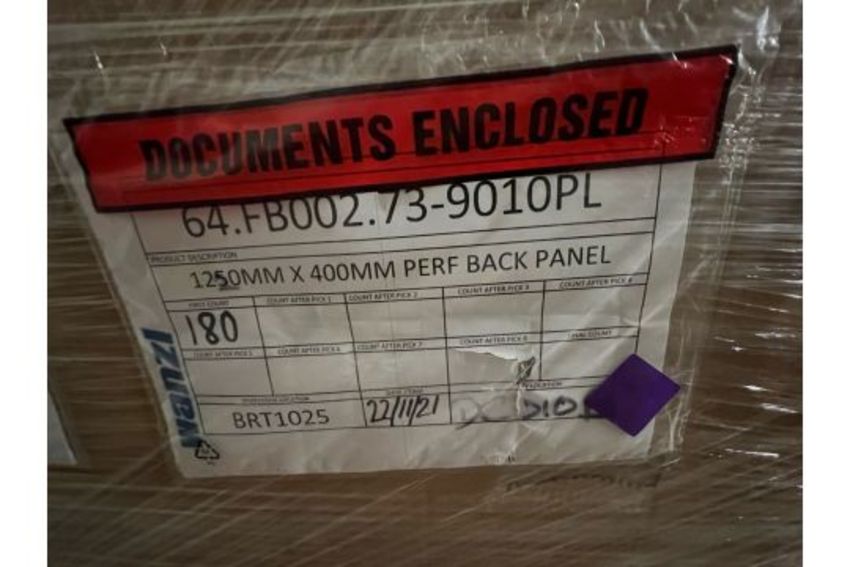 DOCUMENTS ENCLOSED
64.FB002.73-9010PL
PRODUCT DESCRIPTION
1250MM X 400MM PERF BACK PANEL
FIRST COUNT COUNT AFTER PICK 1 COUNT AFTER PICK 2 COUNT AFTER PICK 3 COUNT AFTER PICK 4
180
COUNT AFTER PICK 5 COUNT AFTER PICK 6 COUNT AFTER PICK 7 COUNT AFTER PICK 8 FINAL COUNT
LOCATION
BRT1025 22/11/21
wanzl